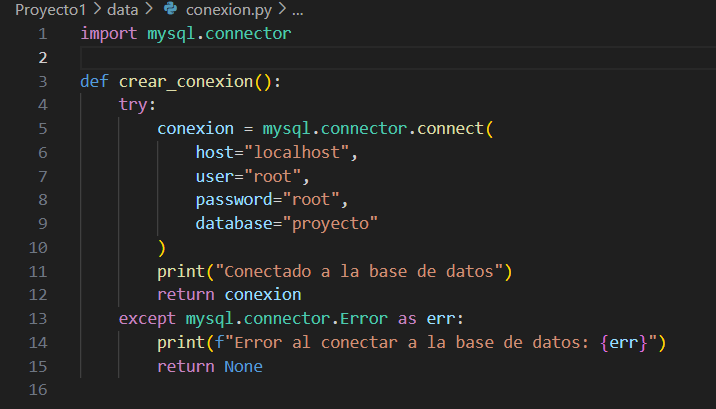 Proyecto1 > data > conexion.py > ...
1 import mysql.connector
2
3 def crear_conexion():
4     try:
5         conexion = mysql.connector.connect(
6             host="localhost",
7             user="root",
8             password="root",
9             database="proyecto"
10         )
11         print("Conectado a la base de datos")
12         return conexion
13     except mysql.connector.Error as err:
14         print(f"Error al conectar a la base de datos: {err}")
15         return None
16